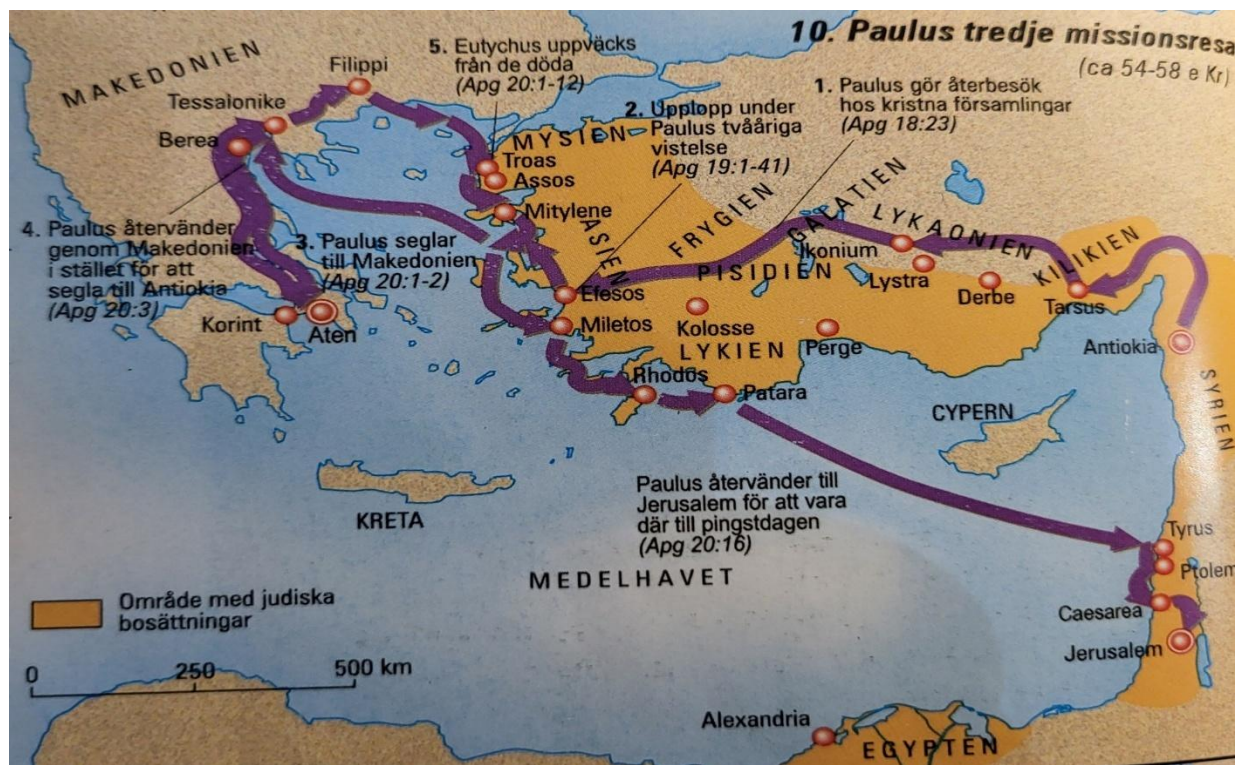 10. Paulus tredje missionsresa
(ca 54-58 e Kr)
MAKEDONIEN
Filippi
Tessalonike
Berea
5. Eutychus uppväcks
från de döda
(Apg 20:1-12)
2. Upplopp under
Paulus tvååriga
vistelse
(Apg 19:1-41)
1. Paulus gör återbesök
hos kristna församlingar
(Apg 18:23)
MYSIEN
Troas
Assos
Mitylene
ASIEN
FRYGIEN
GALATIEN
LYKAONIEN
KILIKIEN
PISIDIEN
Ikonium
Lystra
Derbe
Tarsus
4. Paulus återvänder
genom Makedonien
i stället för att
segla till Antiokia
(Apg 20:3)
3. Paulus seglar
till Makedonien
(Apg 20:1-2)
Korint
Aten
Efesos
Miletos
Kolosse
LYKIEN
Perge
Antiokia
SYRIEN
Rhodos
Patara
CYPERN
KRETA
Paulus återvänder till
Jerusalem för att vara
där till pingstdagen
(Apg 20:16)
MEDELHAVET
Tyrus
Ptolem
Caesarea
Jerusalem
Område med judiska
bosättningar
0 250 500 km
Alexandria
EGYPTEN